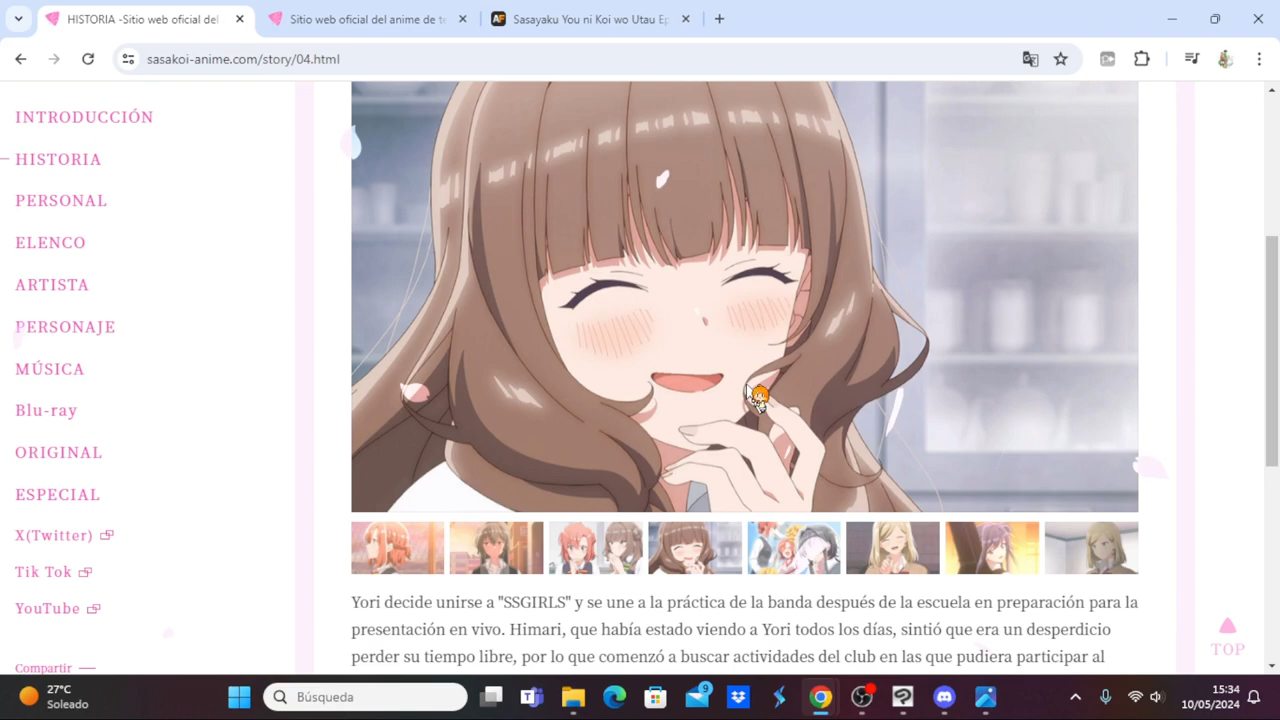 HISTORIA -Sitio web oficial del
Sitio web oficial del anime de te
Sasayaku You ni Koi wo Utau Ep
sasakoi-anime.com/story/04.html
INTRODUCCIÓN
HISTORIA
PERSONAL
ELENCO
ARTISTA
PERSONAJE
MÚSICA
Blu-ray
ORIGINAL
ESPECIAL
X(Twitter)
Tik Tok
YouTube
Compartir
Yori decide unirse a "SSGIRLS" y se une a la práctica de la banda después de la escuela en preparación para la
presentación en vivo. Himari, que había estado viendo a Yori todos los días, sintió que era un desperdicio
perder su tiempo libre, por lo que comenzó a buscar actividades del club en las que pudiera participar al
TOP
27°C
Soleado
Búsqueda
9
15:34
10/05/2024